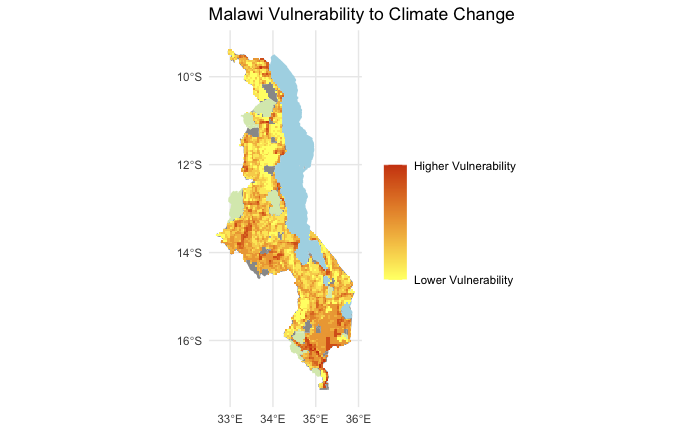 Malawi Vulnerability to Climate Change
10°S
12°S
14°S
16°S
33°E 34°E 35°E 36°E
Higher Vulnerability
Lower Vulnerability